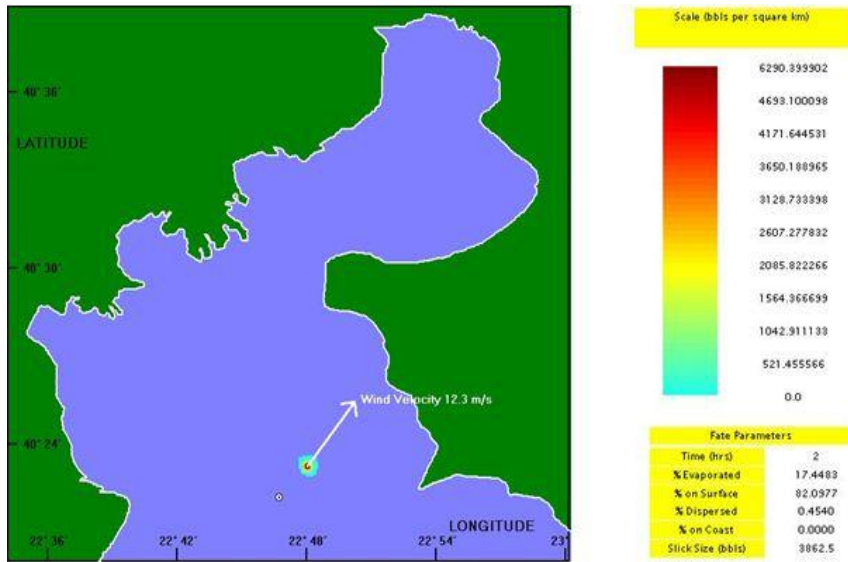 Scale (bbls per square km)
6290.399902
4693.100098
4171.644531
3650.188965
3128.733398
2607.277832
2085.822266
1564.366699
1042.911133
521.455566
0.0
40° 36'
LATITUDE
40° 30'
Wind Velocity 12.3 m/s
40° 24'
LONGITUDE
22° 36' 22° 42' 22° 48' 22° 54' 23°
Fate Parameters
Time (hrs) 2
% Evaporated 17.4483
% on Surface 82.0977
% Dispersed 0.4540
% on Coast 0.0000
Slick Size (bbls) 3862.5